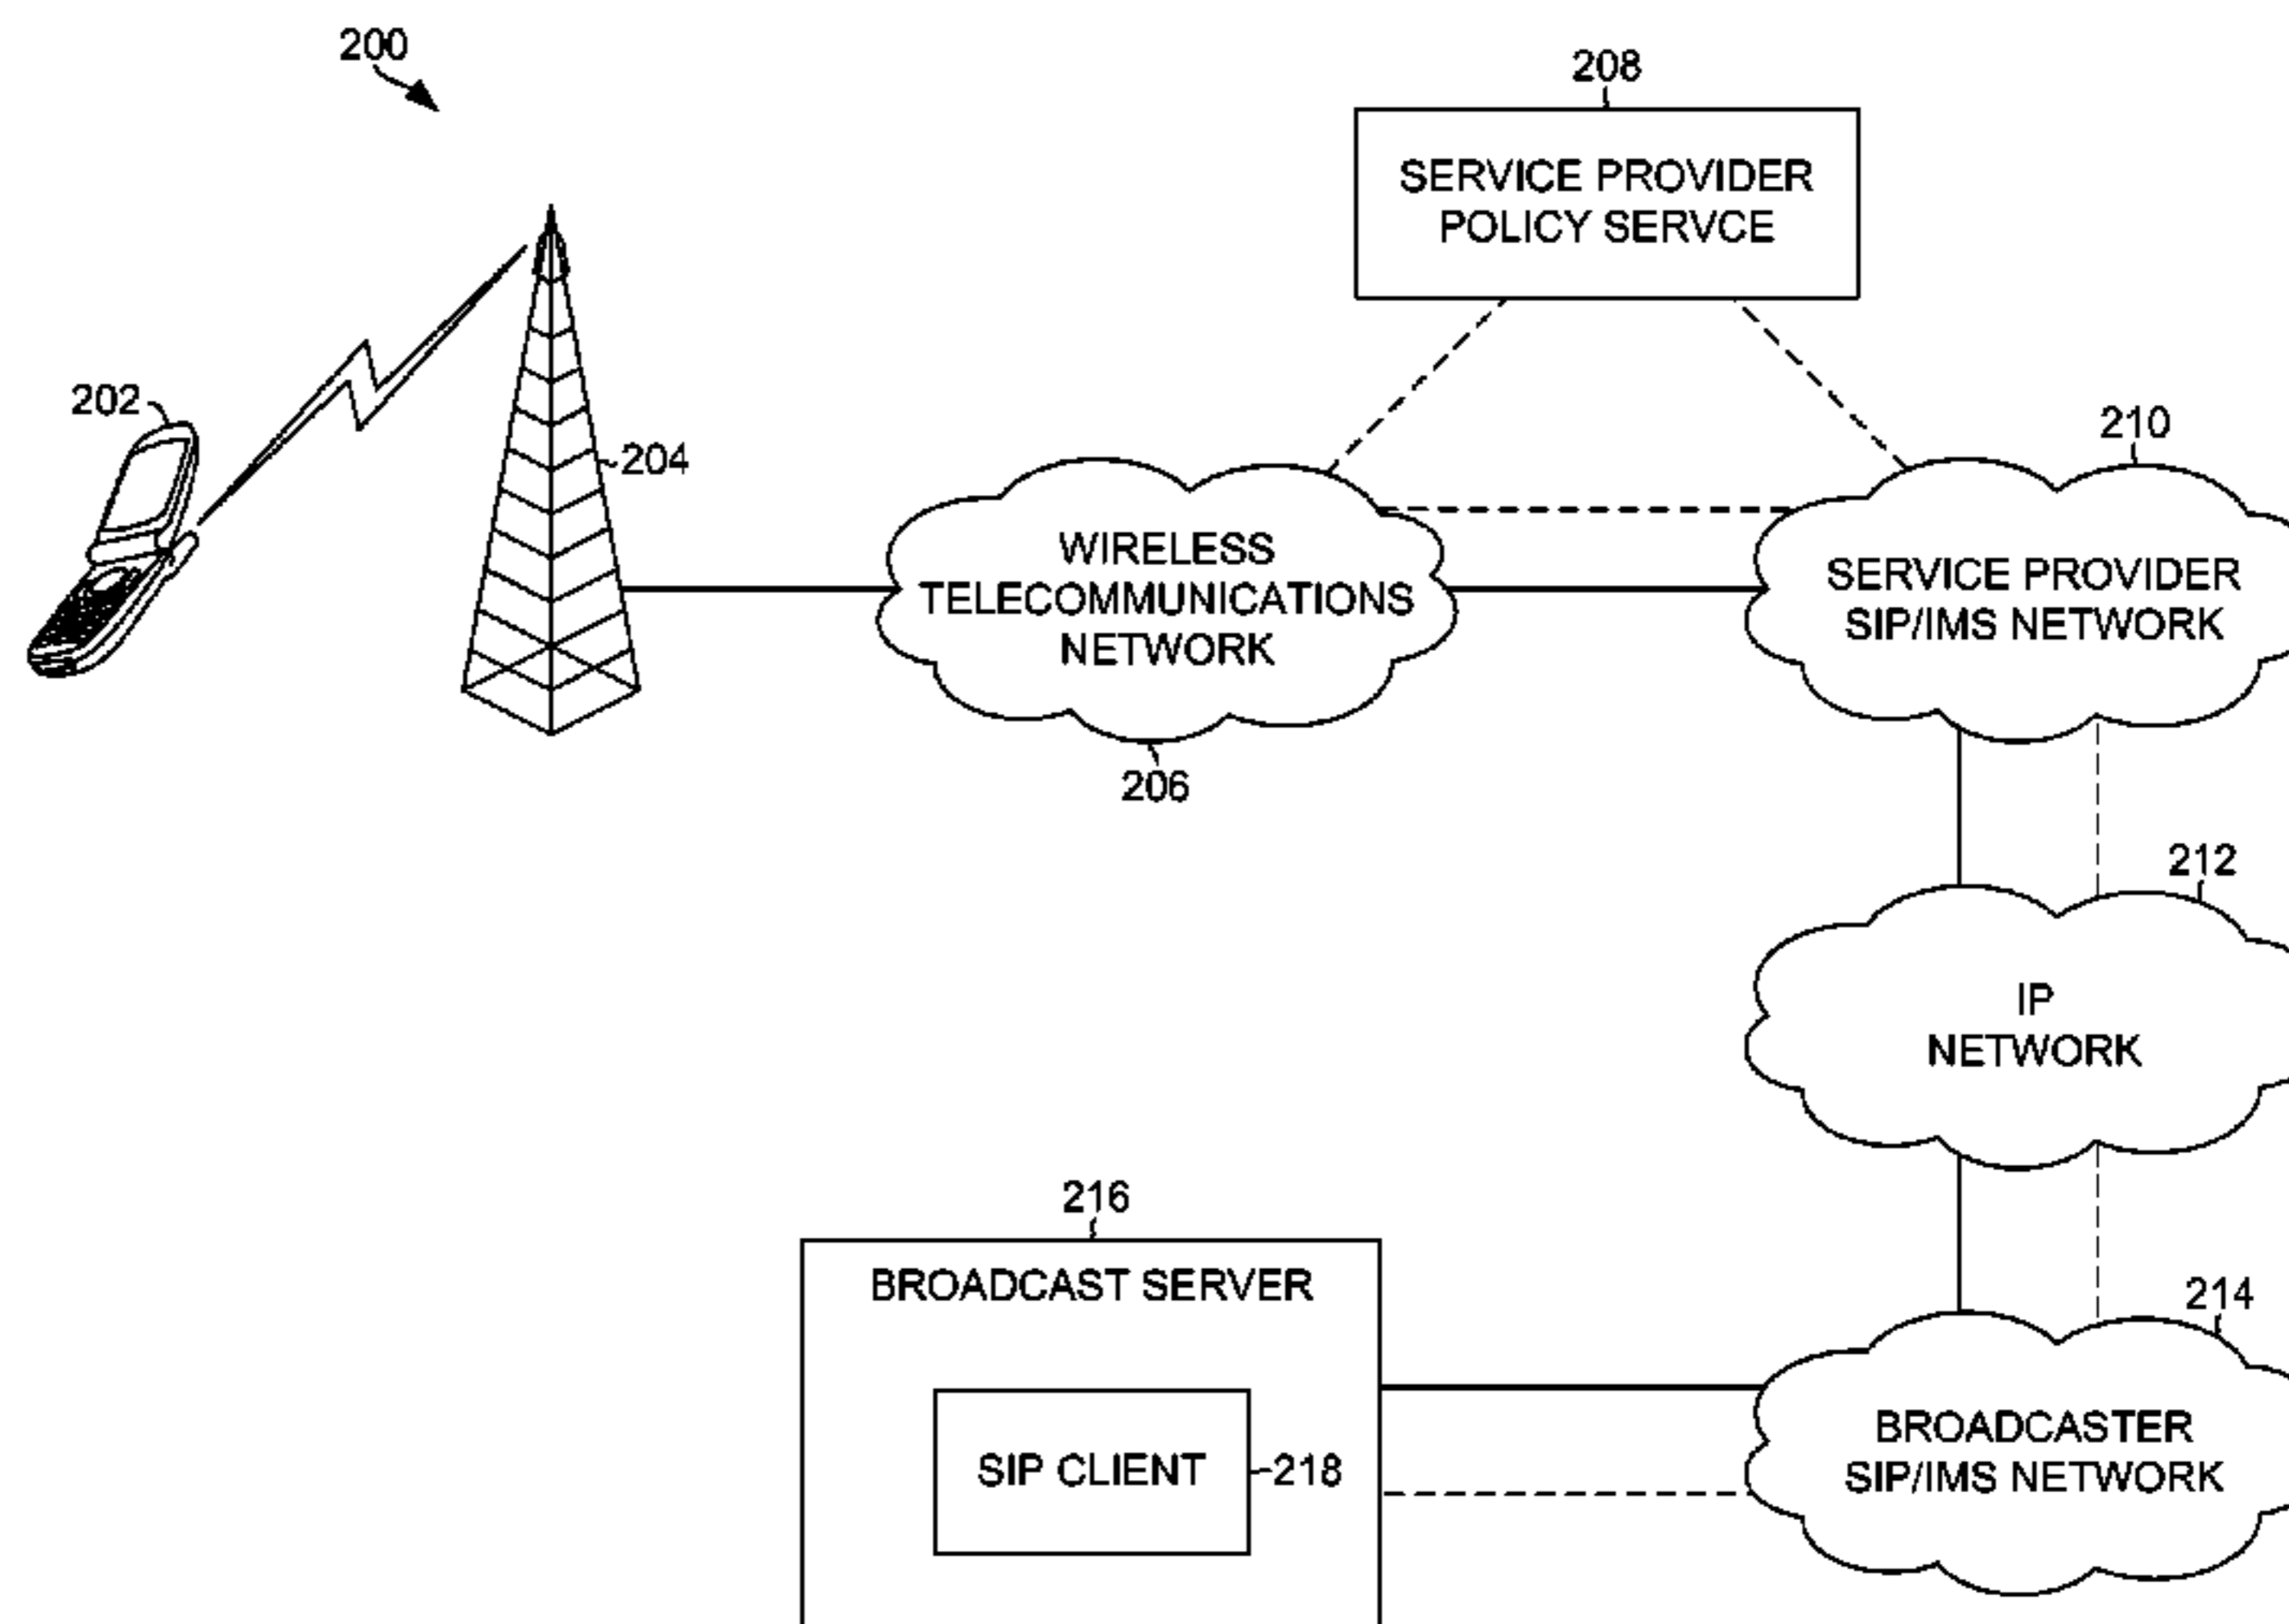 200
208
SERVICE PROVIDER
POLICY SERVCE
202
204
210
WIRELESS
TELECOMMUNICATIONS
NETWORK
SERVICE PROVIDER
SIP/IMS NETWORK
206
212
IP
NETWORK
216
BROADCAST SERVER
214
SIP CLIENT
218
BROADCASTER
SIP/IMS NETWORK